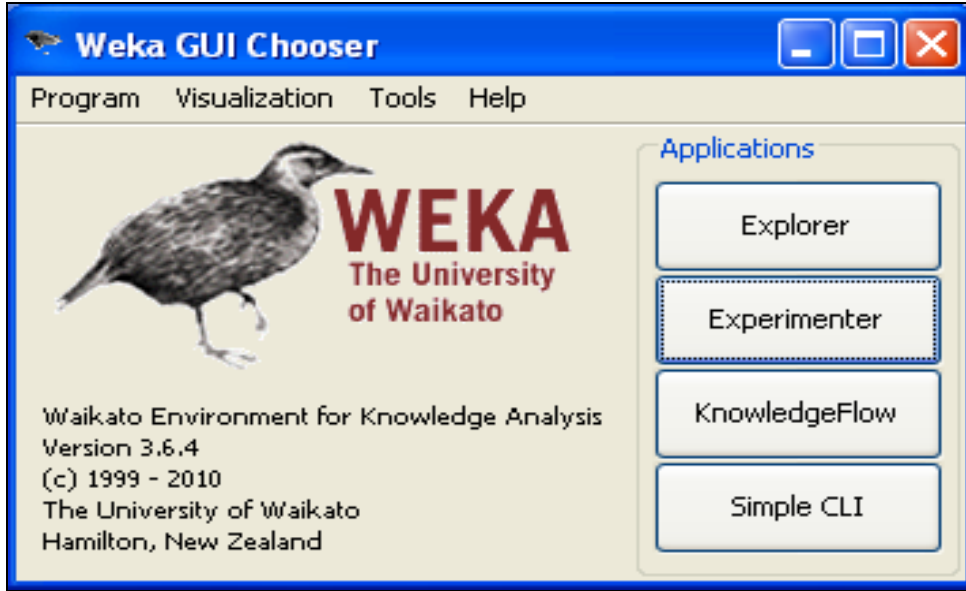 Weka GUI Chooser
Program Visualization Tools Help
WEKA
The University
of Waikato
Waikato Environment for Knowledge Analysis
Version 3.6.4
(c) 1999 - 2010
The University of Waikato
Hamilton, New Zealand
Applications
Explorer
Experimenter
KnowledgeFlow
Simple CLI